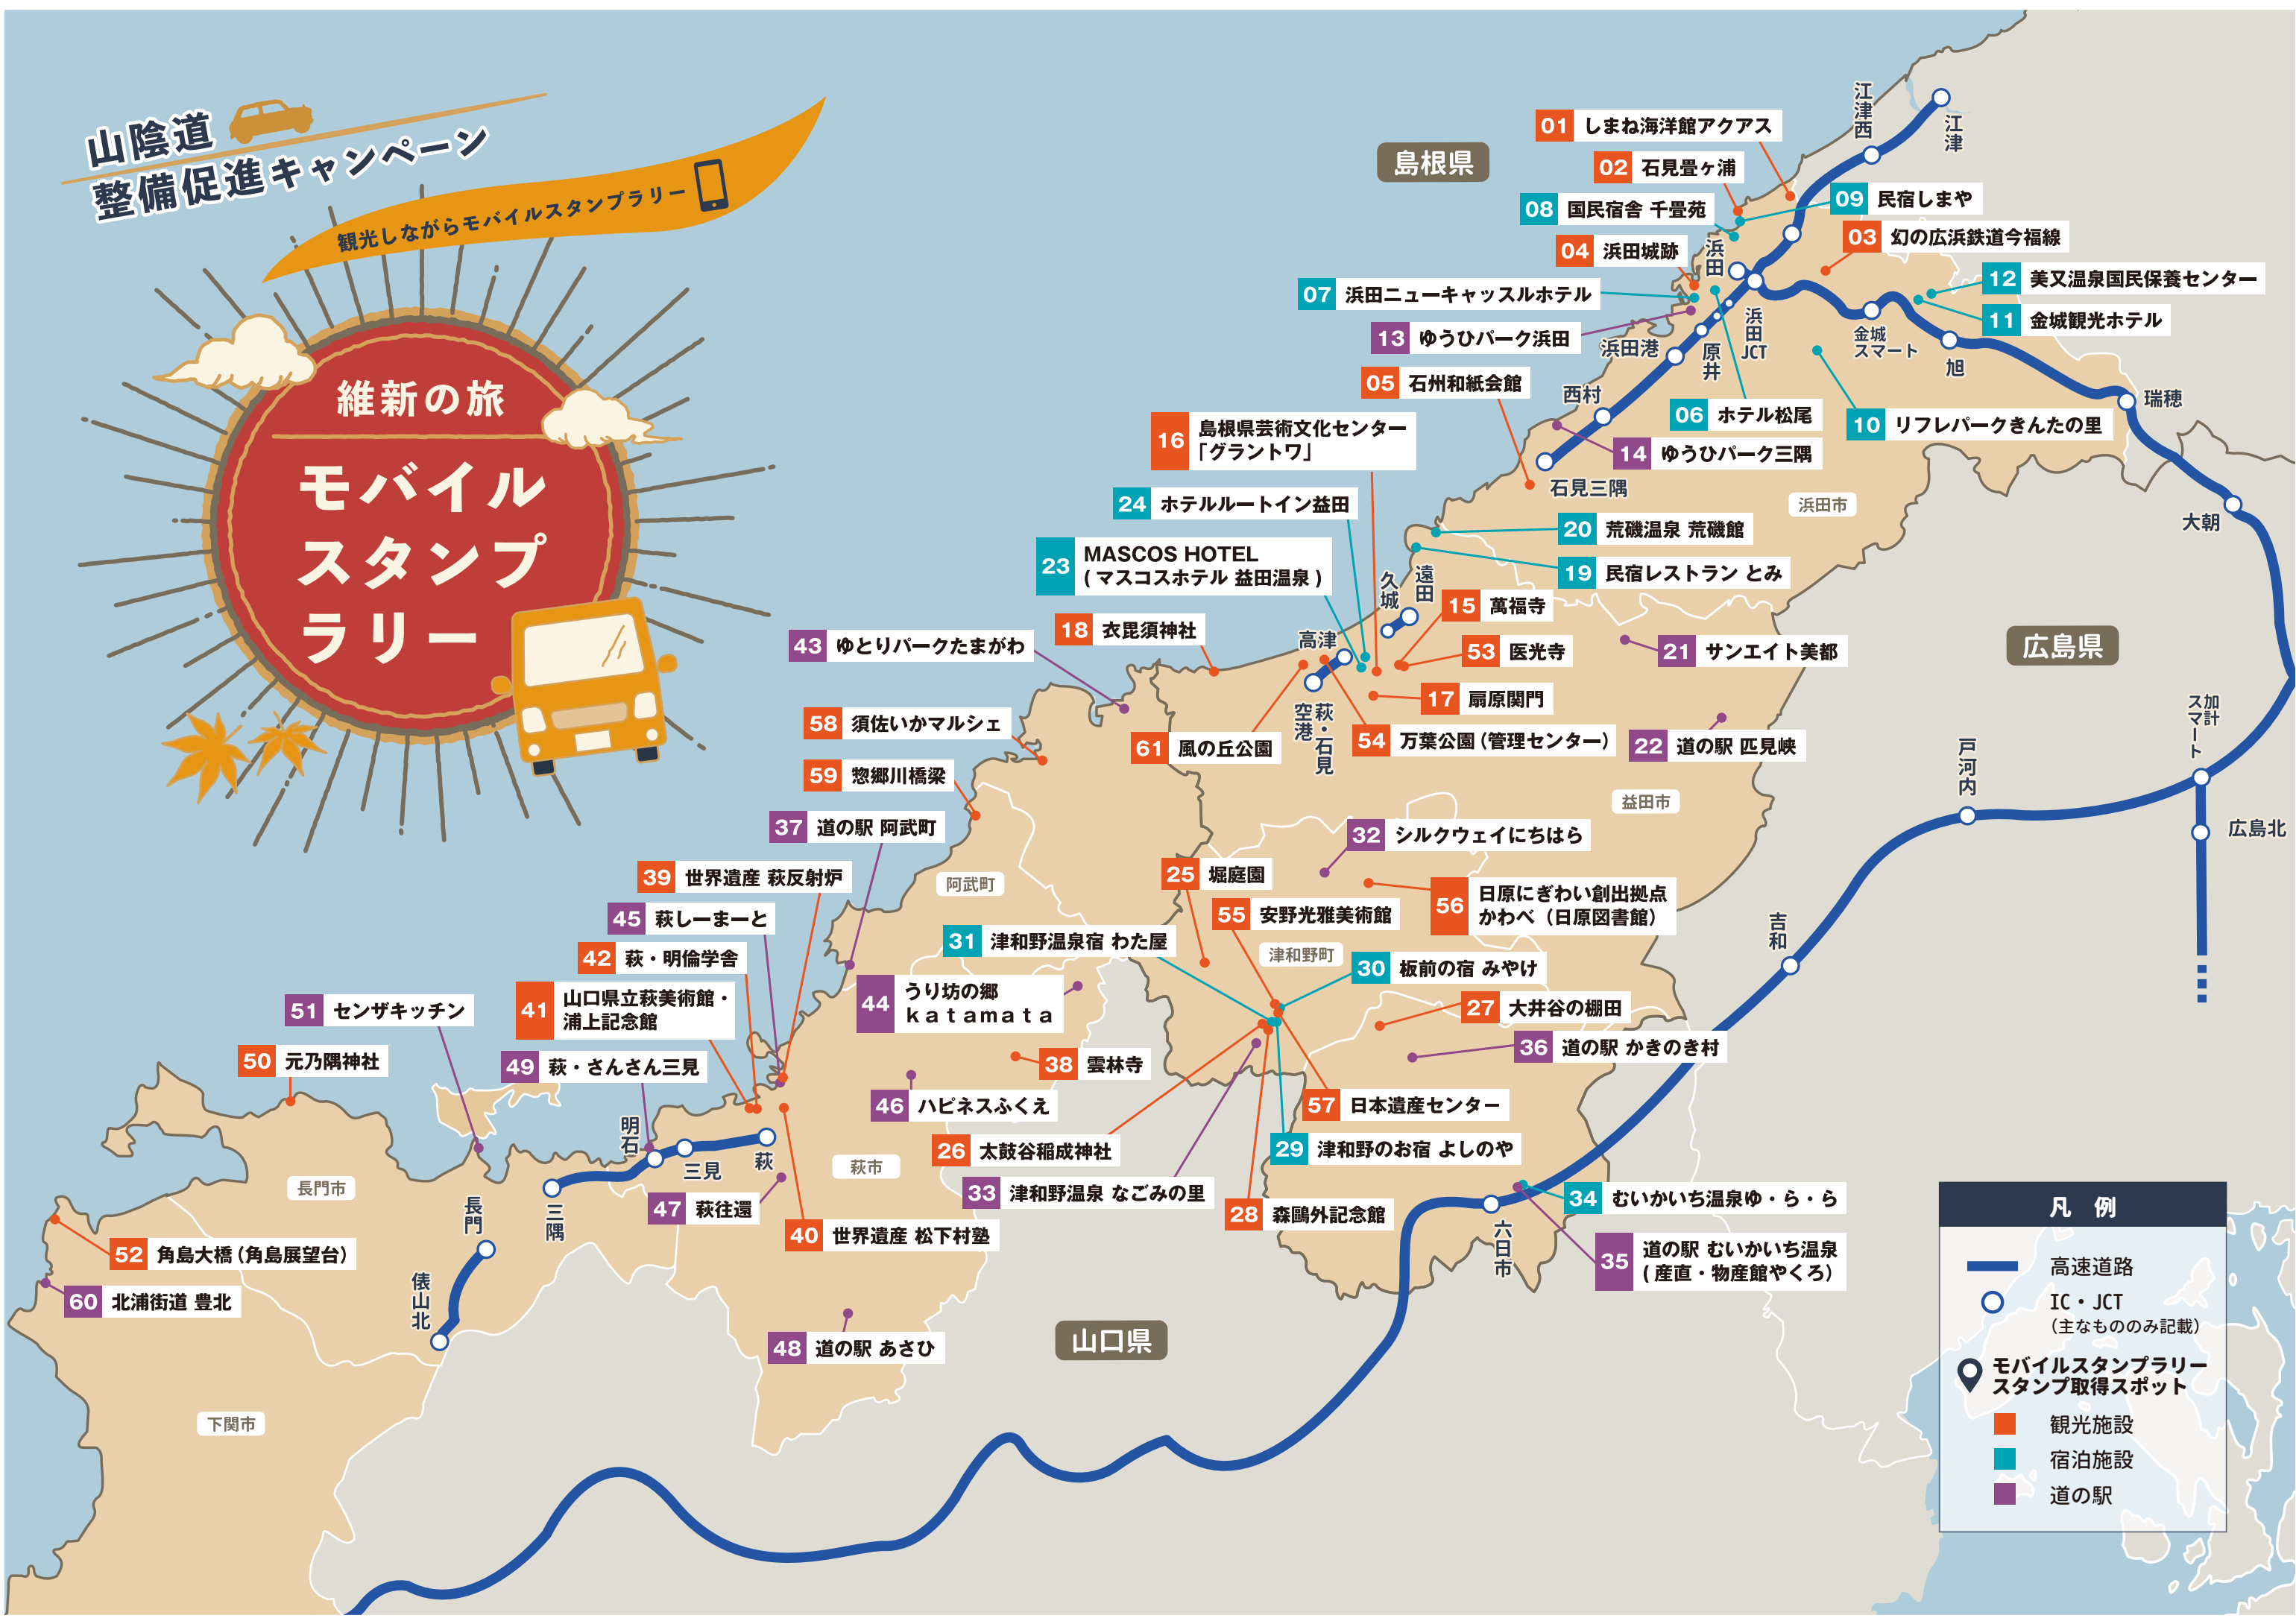 山陰道
整備促進キャンペーン
観光しながらモバイルスタンプラリー
維新の旅
モバイル
スタンプ
ラリー
島根県
広島県
山口県
01 しまね海洋館アクアス
02 石見畳ヶ浦
08 国民宿舎 千畳苑
09 民宿しまや
04 浜田城跡
03 幻の広浜鉄道今福線
07 浜田ニューキャッスルホテル
12 美又温泉国民保養センター
11 金城観光ホテル
13 ゆうひパーク浜田
05 石州和紙会館
06 ホテル松尾
10 リフレパークきんたの里
14 ゆうひパーク三隅
16 島根県芸術文化センター
「グラントワ」
24 ホテルルートイン益田
20 荒磯温泉 荒磯館
23 MASCOS HOTEL
( マスコスホテル 益田温泉 )
19 民宿レストラン とみ
15 萬福寺
18 衣毘須神社
43 ゆとりパークたまがわ
53 医光寺
21 サンエイト美都
17 扇原関門
58 須佐いかマルシェ
61 風の丘公園
54 万葉公園（管理センター）
22 道の駅 匹見峡
59 惣郷川橋梁
37 道の駅 阿武町
32 シルクウェイにちはら
39 世界遺産 萩反射炉
25 堀庭園
56 日原にぎわい創出拠点
かわべ（日原図書館）
45 萩しーまーと
55 安野光雅美術館
31 津和野温泉宿 わた屋
42 萩・明倫学舎
30 板前の宿 みやけ
44 うり坊の郷
ｋａｔａｍａｔａ
41 山口県立萩美術館・
浦上記念館
51 センザキッチン
27 大井谷の棚田
36 道の駅 かきのき村
50 元乃隅神社
49 萩・さんさん三見
38 雲林寺
46 ハピネスふくえ
57 日本遺産センター
26 太鼓谷稲成神社
29 津和野のお宿 よしのや
33 津和野温泉 なごみの里
34 むいかいち温泉ゆ・ら・ら
47 萩往還
28 森鷗外記念館
40 世界遺産 松下村塾
52 角島大橋（角島展望台）
35 道の駅 むいかいち温泉
( 産直・物産館やくろ）
60 北浦街道 豊北
48 道の駅 あさひ
江津
江津西
浜田
浜田JCT
金城
スマート
旭
瑞穂
大朝
原井
浜田港
西村
石見三隅
遠田
久城
高津
萩・石見
空港
加計
スマート
広島北
戸河内
吉和
六日市
明石
三見
萩
三隅
長門
俵山北
浜田市
益田市
津和野町
阿武町
萩市
長門市
下関市
凡 例
高速道路
IC・JCT
（主なもののみ記載）
モバイルスタンプラリー
スタンプ取得スポット
観光施設
宿泊施設
道の駅